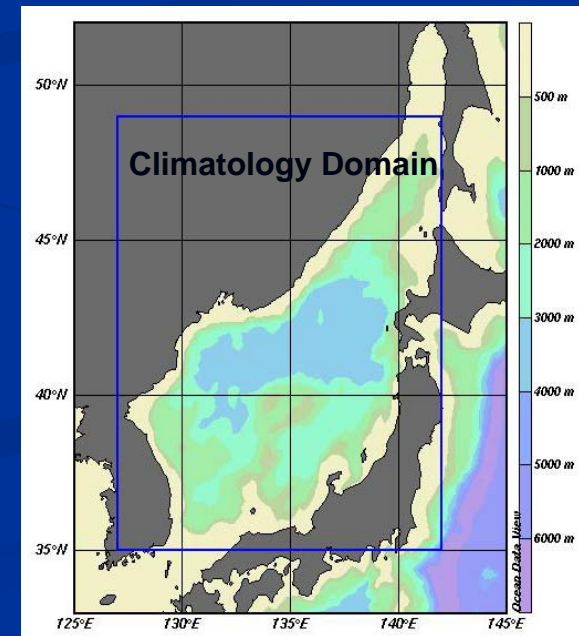 50°N
Climatology Domain
45°N
40°N
35°N
125°E
130°E
135°E
140°E
145°E
500 m
1000 m
2000 m
3000 m
4000 m
5000 m
6000 m
Ocean Data View